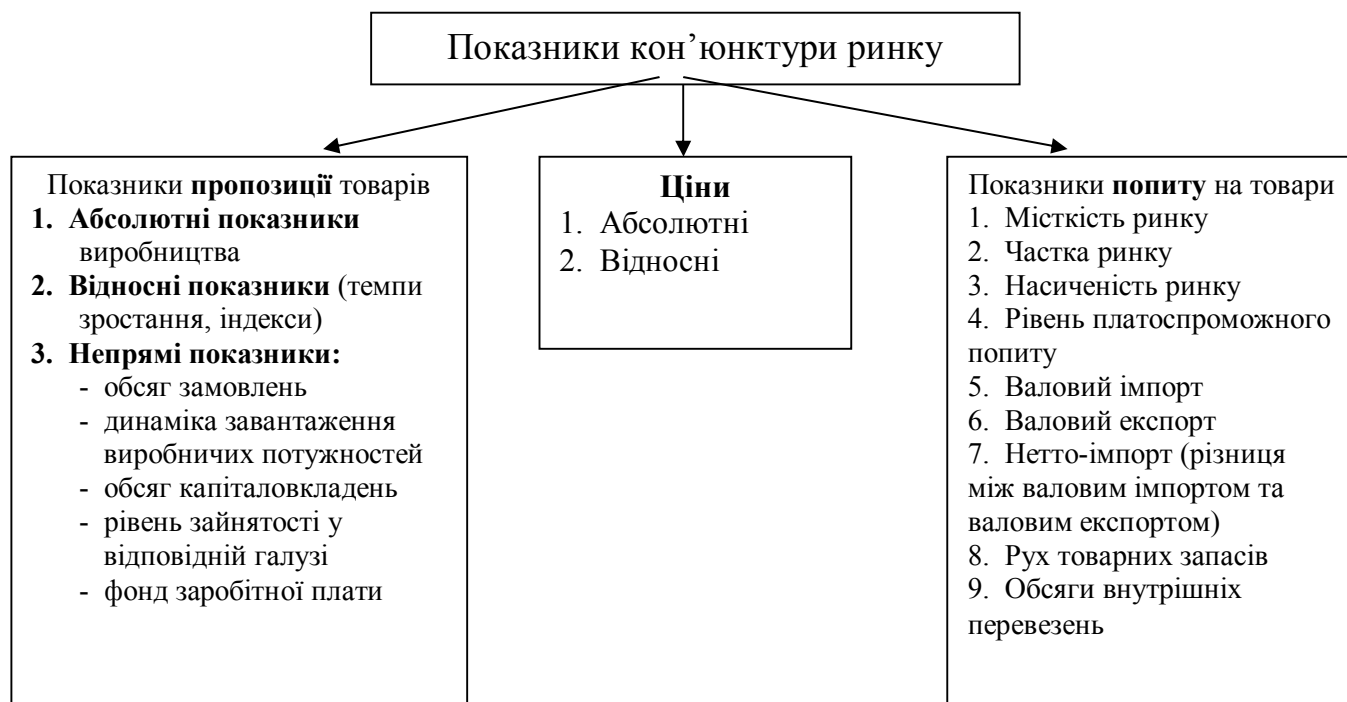 Показники кон’юнктури ринку
Показники пропозиції товарів
1. Абсолютні показники
виробництва
2. Відносні показники (темпи
зростання, індекси)
3. Непрямі показники:
- обсяг замовлень
- динаміка завантаження
виробничих потужностей
- обсяг капіталовкладень
- рівень зайнятості у
відповідній галузі
- фонд заробітної плати
Ціни
1. Абсолютні
2. Відносні
Показники попиту на товари
1. Місткість ринку
2. Частка ринку
3. Насиченість ринку
4. Рівень платоспроможного
попиту
5. Валовий імпорт
6. Валовий експорт
7. Нетто-імпорт (різниця
між валовим імпортом та
валовим експортом)
8. Рух товарних запасів
9. Обсяги внутрішніх
перевезень